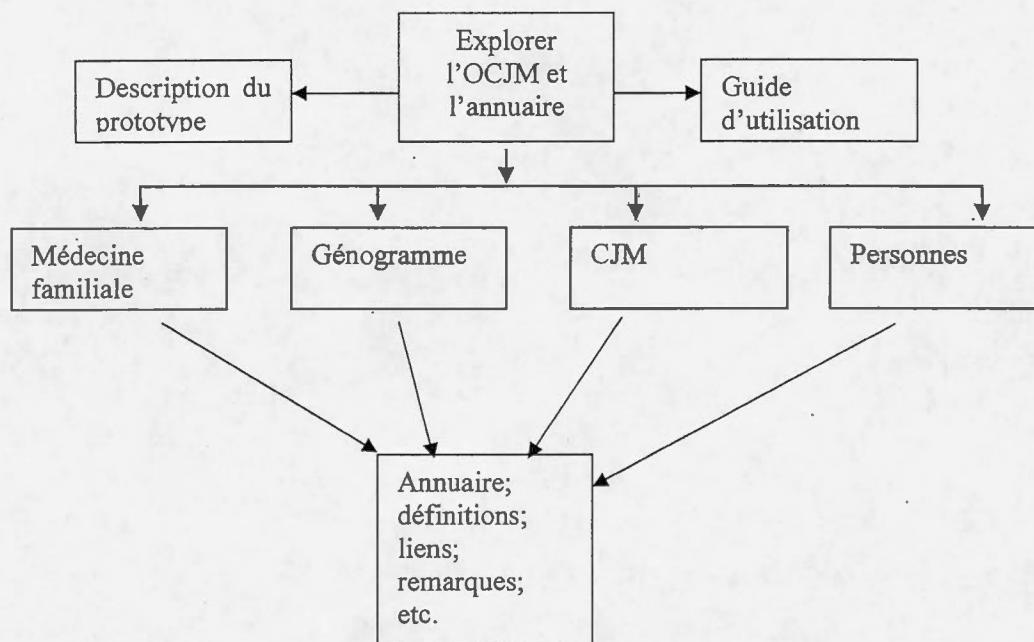 Explorer
l'OCJM et
l'annuaire
Description du
prototype
Guide
d'utilisation
Médecine
familiale
Génogramme
CJM
Personnes
Annuaire;
définitions;
liens;
remarques;
etc.